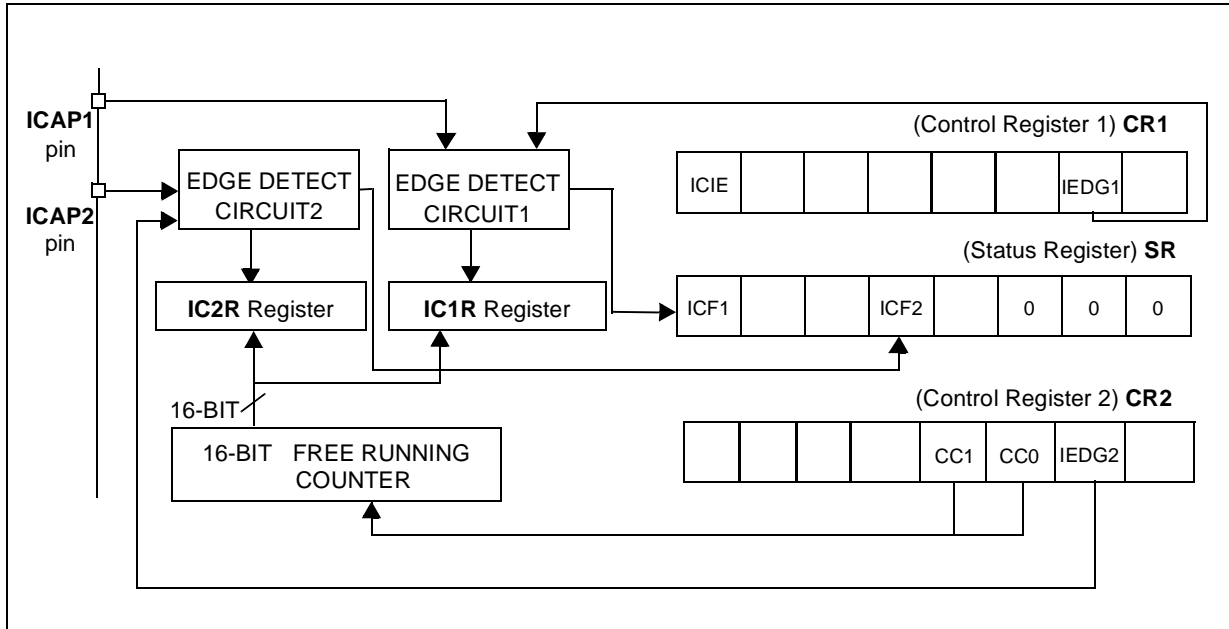 ICAP1
pin
ICAP2
pin
EDGE DETECT
CIRCUIT2
EDGE DETECT
CIRCUIT1
IC2R Register
IC1R Register
16-BIT
16-BIT FREE RUNNING
COUNTER
(Control Register 1) CR1
ICIE IEDG1
(Status Register) SR
ICF1 ICF2 0 0 0
(Control Register 2) CR2
CC1 CC0 IEDG2